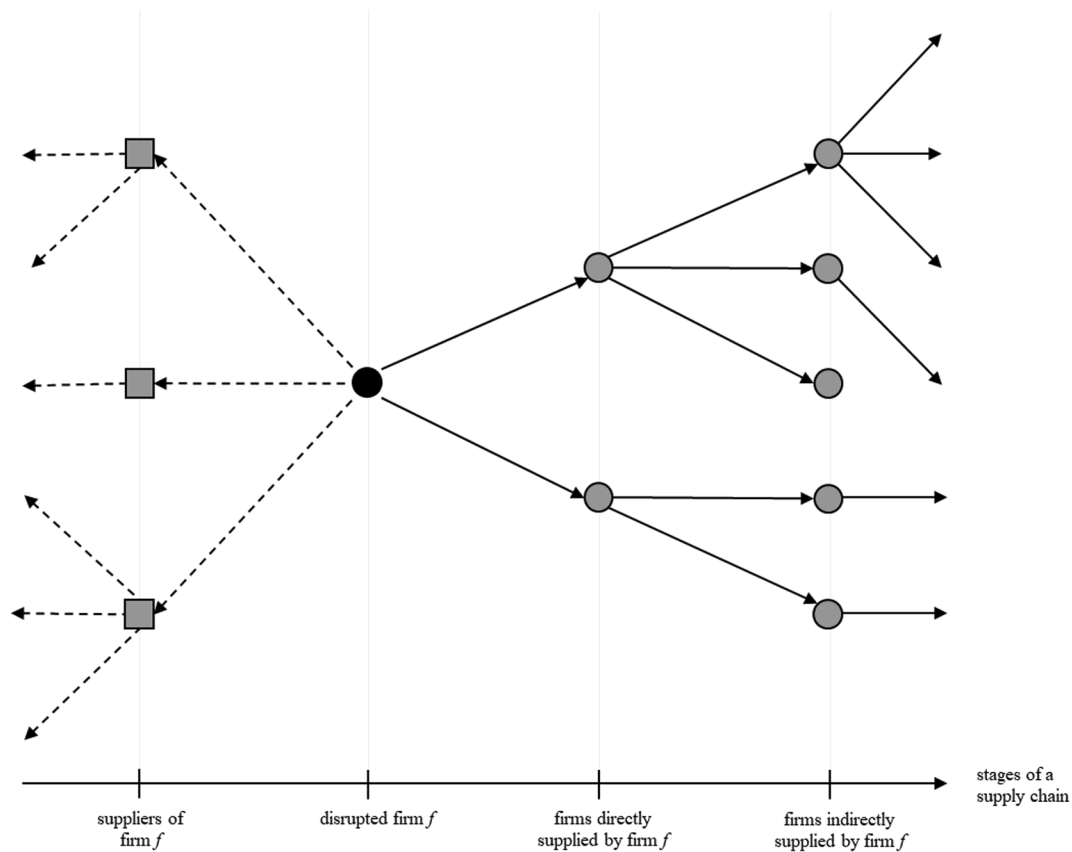 stages of a
supply chain
suppliers of
firm f
disrupted firm f
firms directly
supplied by firm f
firms indirectly
supplied by firm f